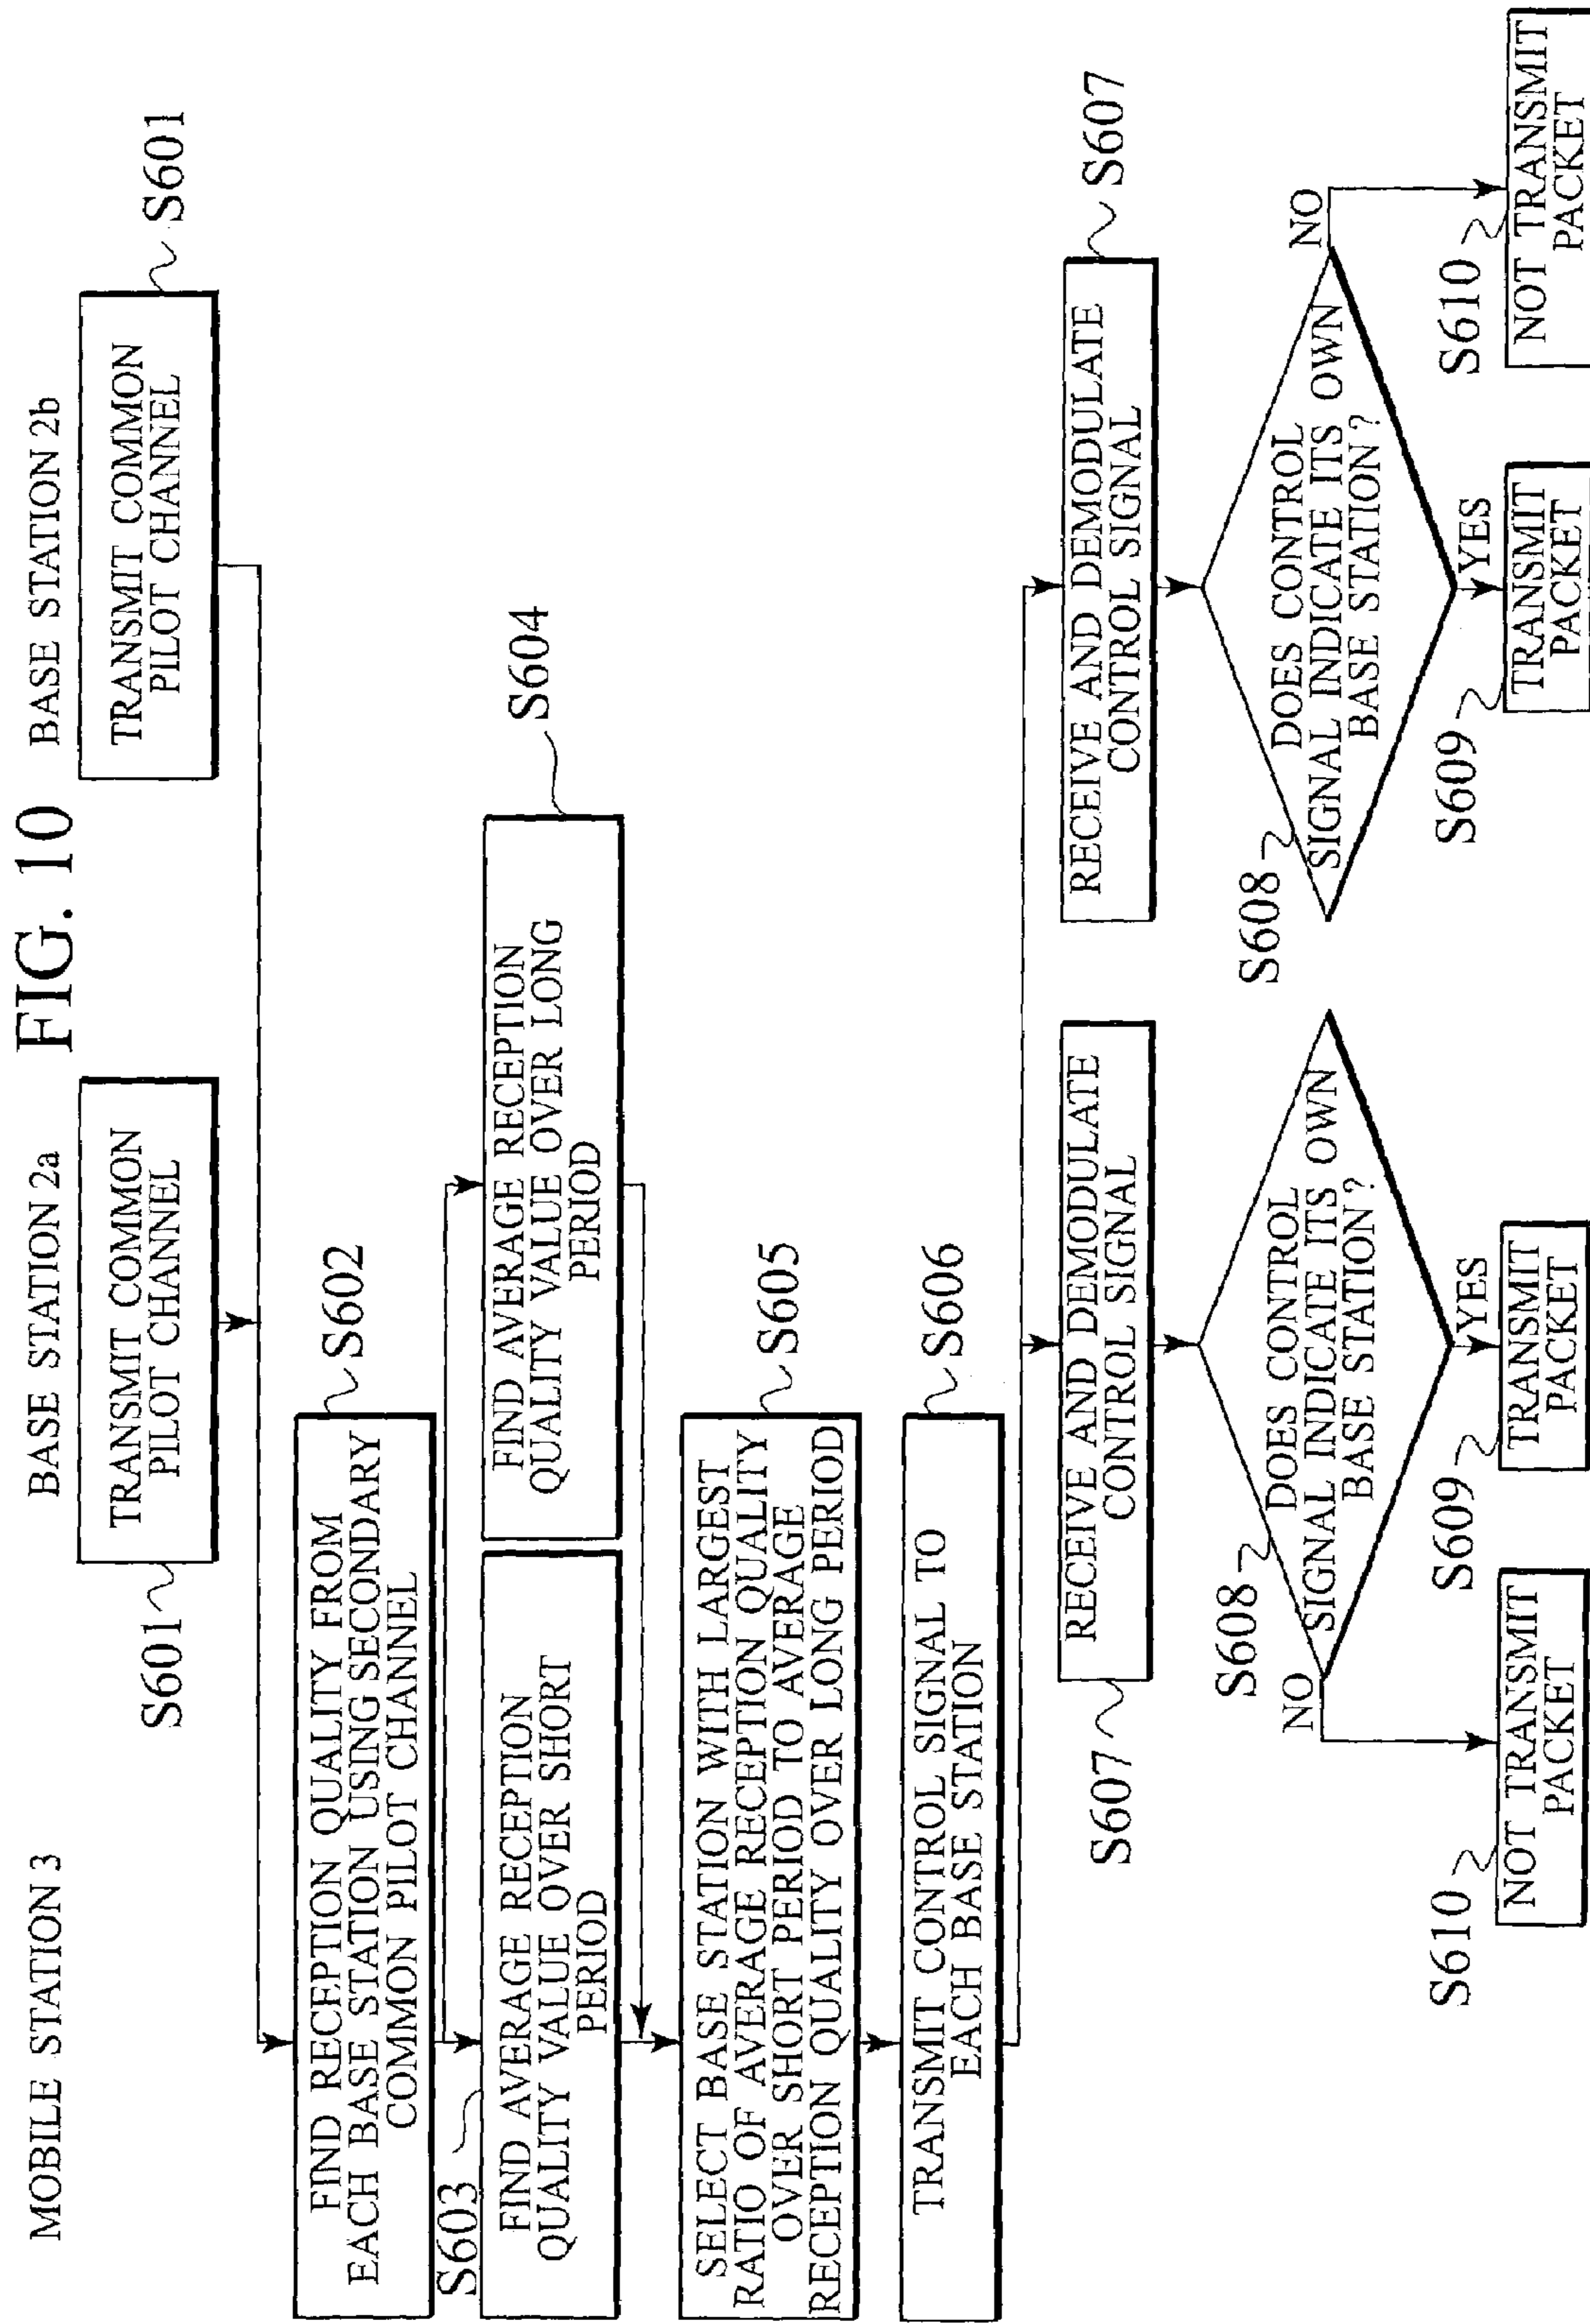 FIG. 10
MOBILE STATION 3
BASE STATION 2a
BASE STATION 2b
S601
TRANSMIT COMMON
PILOT CHANNEL
TRANSMIT COMMON
PILOT CHANNEL
S601
FIND RECEPTION QUALITY FROM
EACH BASE STATION USING SECONDARY
COMMON PILOT CHANNEL
S602
S603
FIND AVERAGE RECEPTION
QUALITY VALUE OVER SHORT
PERIOD
FIND AVERAGE RECEPTION
QUALITY VALUE OVER LONG
PERIOD
S604
SELECT BASE STATION WITH LARGEST
RATIO OF AVERAGE RECEPTION QUALITY
OVER SHORT PERIOD TO AVERAGE
RECEPTION QUALITY OVER LONG PERIOD
S605
TRANSMIT CONTROL SIGNAL TO
EACH BASE STATION
S606
S607
RECEIVE AND DEMODULATE
CONTROL SIGNAL
RECEIVE AND DEMODULATE
CONTROL SIGNAL
S607
S608
DOES CONTROL
SIGNAL INDICATE ITS OWN
BASE STATION ?
NO
YES
S608
DOES CONTROL
SIGNAL INDICATE ITS OWN
BASE STATION ?
YES
NO
S610
NOT TRANSMIT
PACKET
S609
TRANSMIT
PACKET
S609
TRANSMIT
PACKET
S610
NOT TRANSMIT
PACKET